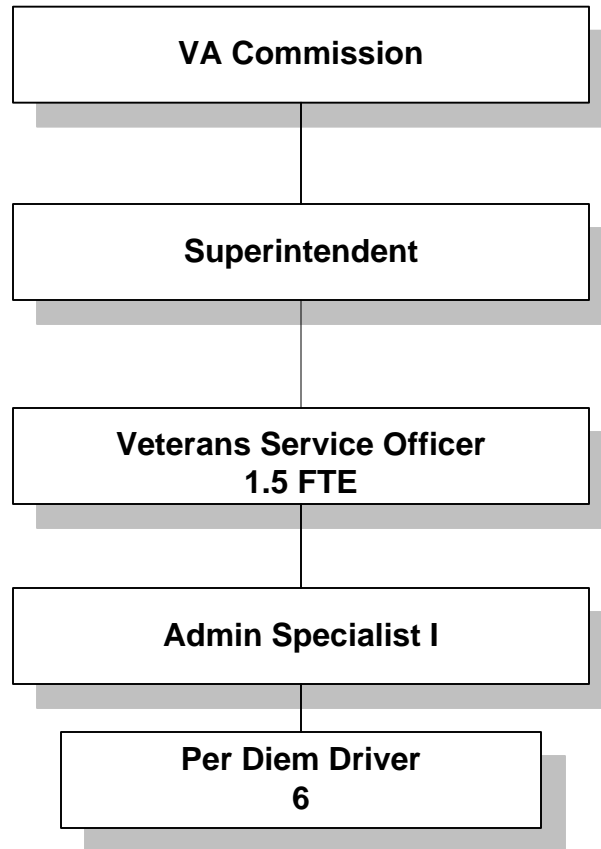 VA Commission
Superintendent
Veterans Service Officer
1.5 FTE
Admin Specialist I
Per Diem Driver
6